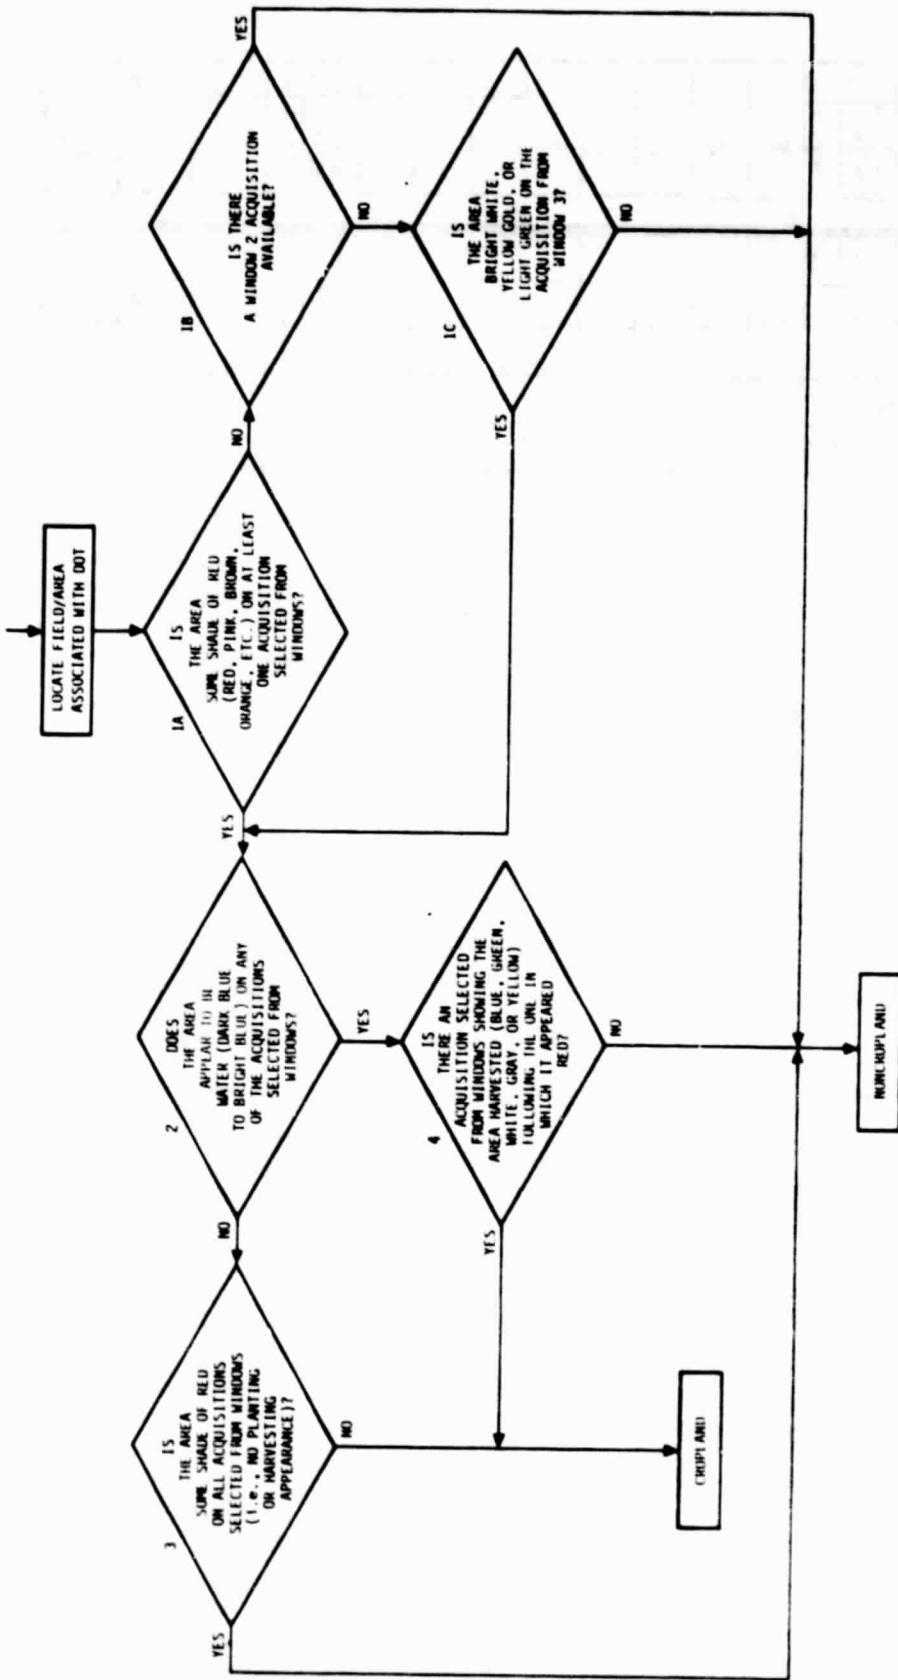 LOCATE FIELD/AREA
ASSOCIATED WITH DOT
1A
IS
THE AREA
SOME SHADE OF RED
(RED, PINK, BROWN,
ORANGE, ETC.) ON AT LEAST
ONE ACQUISITION
SELECTED FROM
WINDOWS?
YES
NO
1B
IS THERE
A WINDOW 2 ACQUISITION
AVAILABLE?
YES
NO
1C
IS
THE AREA
BRIGHT WHITE,
YELLOW GOLD, OR
LIGHT GREEN ON THE
ACQUISITION FROM
WINDOW 3?
YES
NO
2
DOES
THE AREA
APPEAR TO BE
WATER (DARK BLUE
TO BRIGHT BLUE) ON ANY
OF THE ACQUISITIONS
SELECTED FROM
WINDOWS?
NO
YES
3
IS
THE AREA
SOME SHADE OF RED
ON ALL ACQUISITIONS
SELECTED FROM WINDOWS
(i.e., NO PLANTING
OR HARVESTING
APPEARANCE)?
YES
NO
4
IS
THERE AN
ACQUISITION SELECTED
FROM WINDOWS SHOWING THE
AREA HARVESTED (BLUE, GREEN,
WHITE, GRAY, OR YELLOW)
FOLLOWING THE ONE IN
WHICH IT APPEARED
RED?
YES
NO
CROPLAND
NONCROPLAND